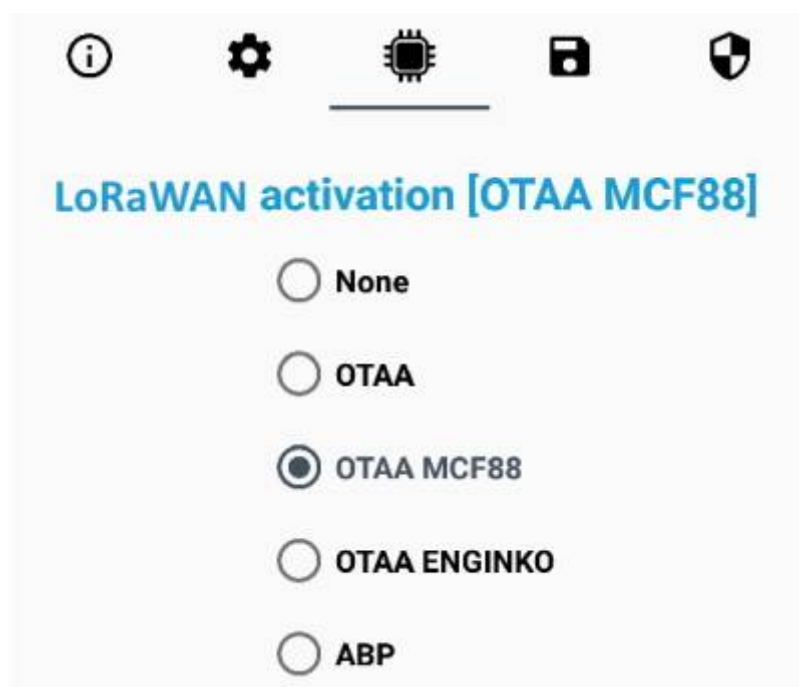 LoRaWAN activation [OTAA MCF88]
None
OTAA
OTAA MCF88
OTAA ENGINKO
ABP